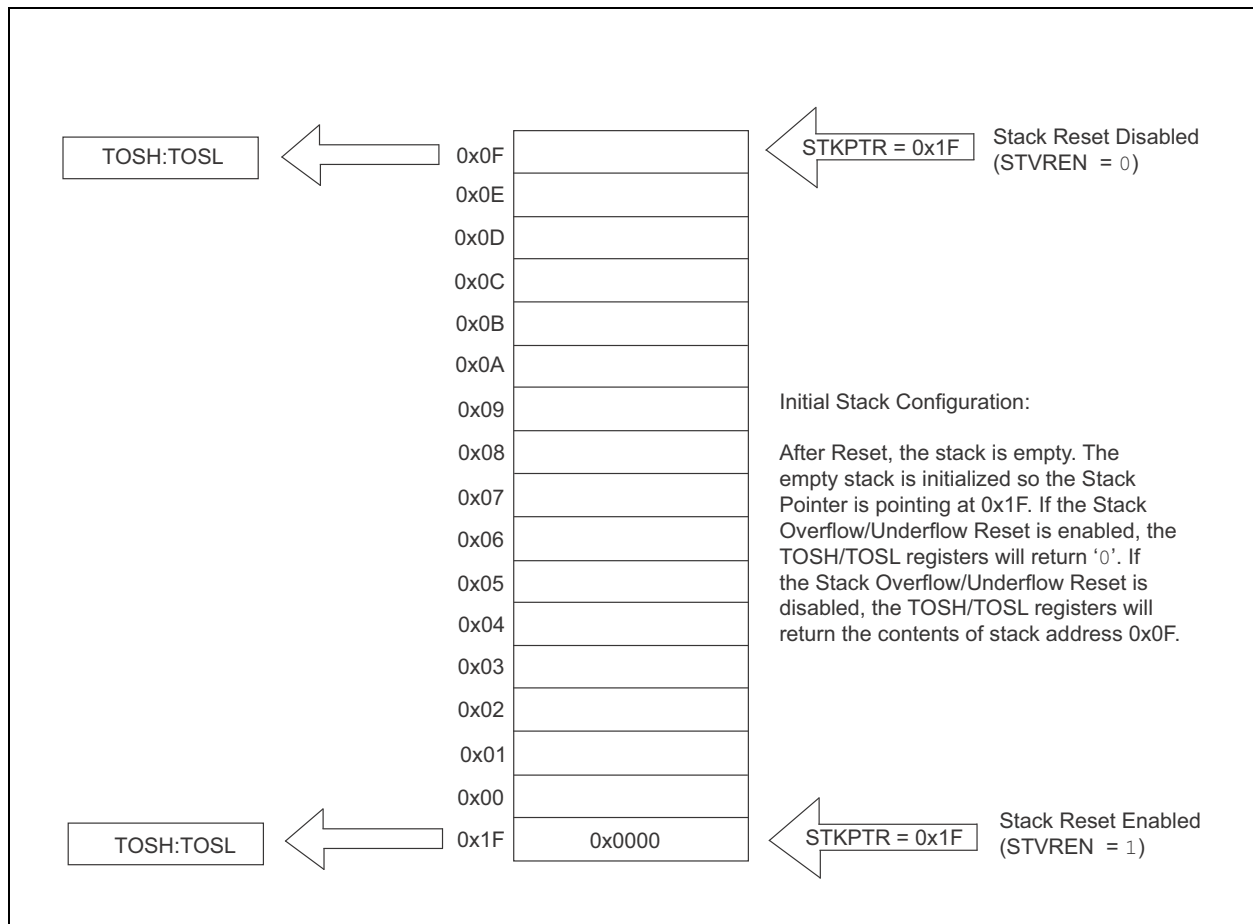 TOSH:TOSL
0x0F
STKPTR = 0x1F
Stack Reset Disabled
(STVREN = 0)
0x0E
0x0D
0x0C
0x0B
0x0A
0x09
0x08
0x07
0x06
0x05
0x04
0x03
0x02
0x01
0x00
Initial Stack Configuration:
After Reset, the stack is empty. The
empty stack is initialized so the Stack
Pointer is pointing at 0x1F. If the Stack
Overflow/Underflow Reset is enabled, the
TOSH/TOSL registers will return ‘0’. If
the Stack Overflow/Underflow Reset is
disabled, the TOSH/TOSL registers will
return the contents of stack address 0x0F.
TOSH:TOSL
0x1F
0x0000
STKPTR = 0x1F
Stack Reset Enabled
(STVREN = 1)